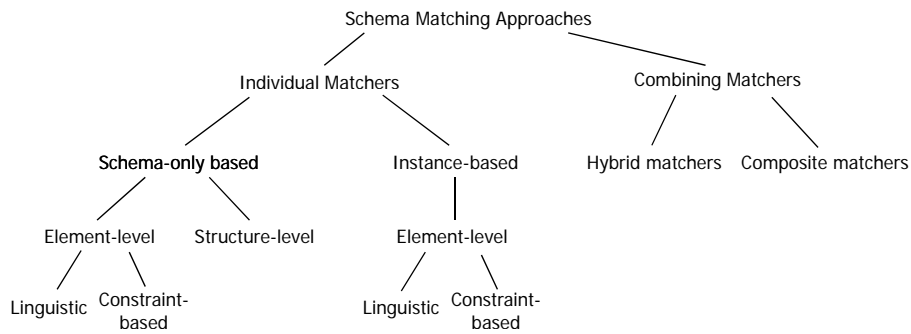 Schema Matching Approaches
Individual Matchers
Combining Matchers
Schema-only based
Instance-based
Hybrid matchers
Composite matchers
Element-level
Structure-level
Element-level
Linguistic
Constraint-
based
Linguistic
Constraint-
based